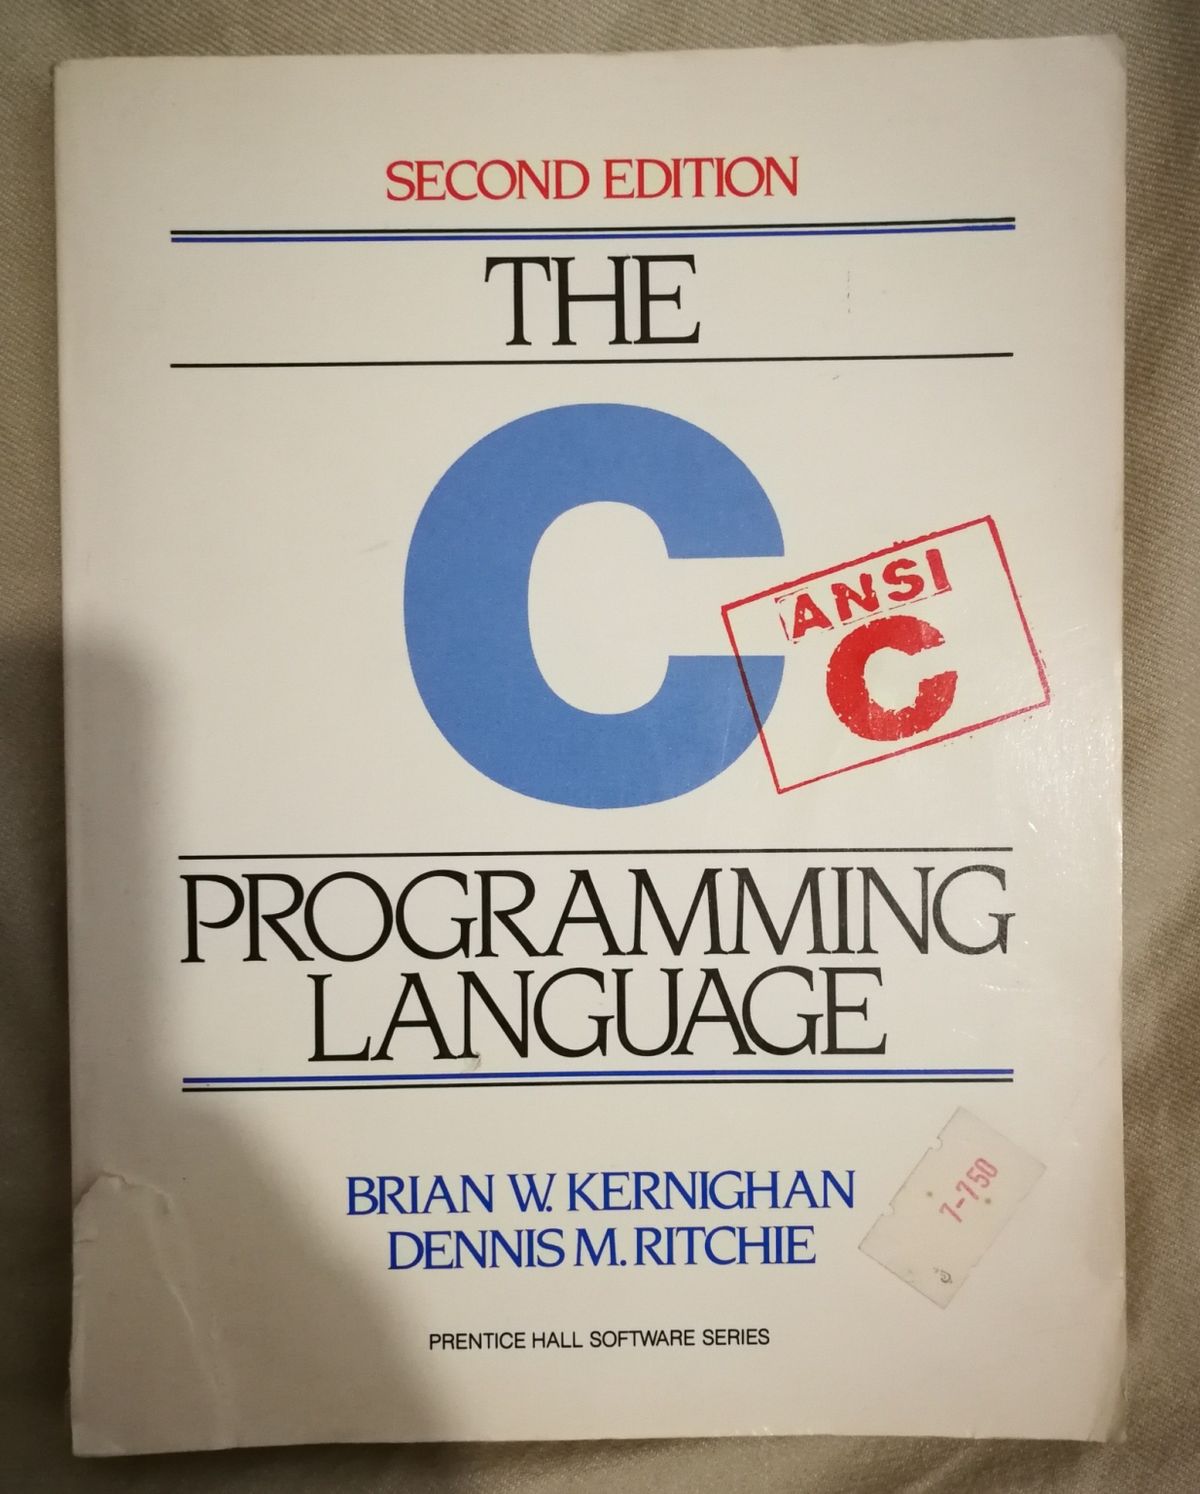 SECOND EDITION
THE
C
ANSI
C
PROGRAMMING
LANGUAGE
BRIAN W. KERNIGHAN
DENNIS M. RITCHIE
7-750
PRENTICE HALL SOFTWARE SERIES